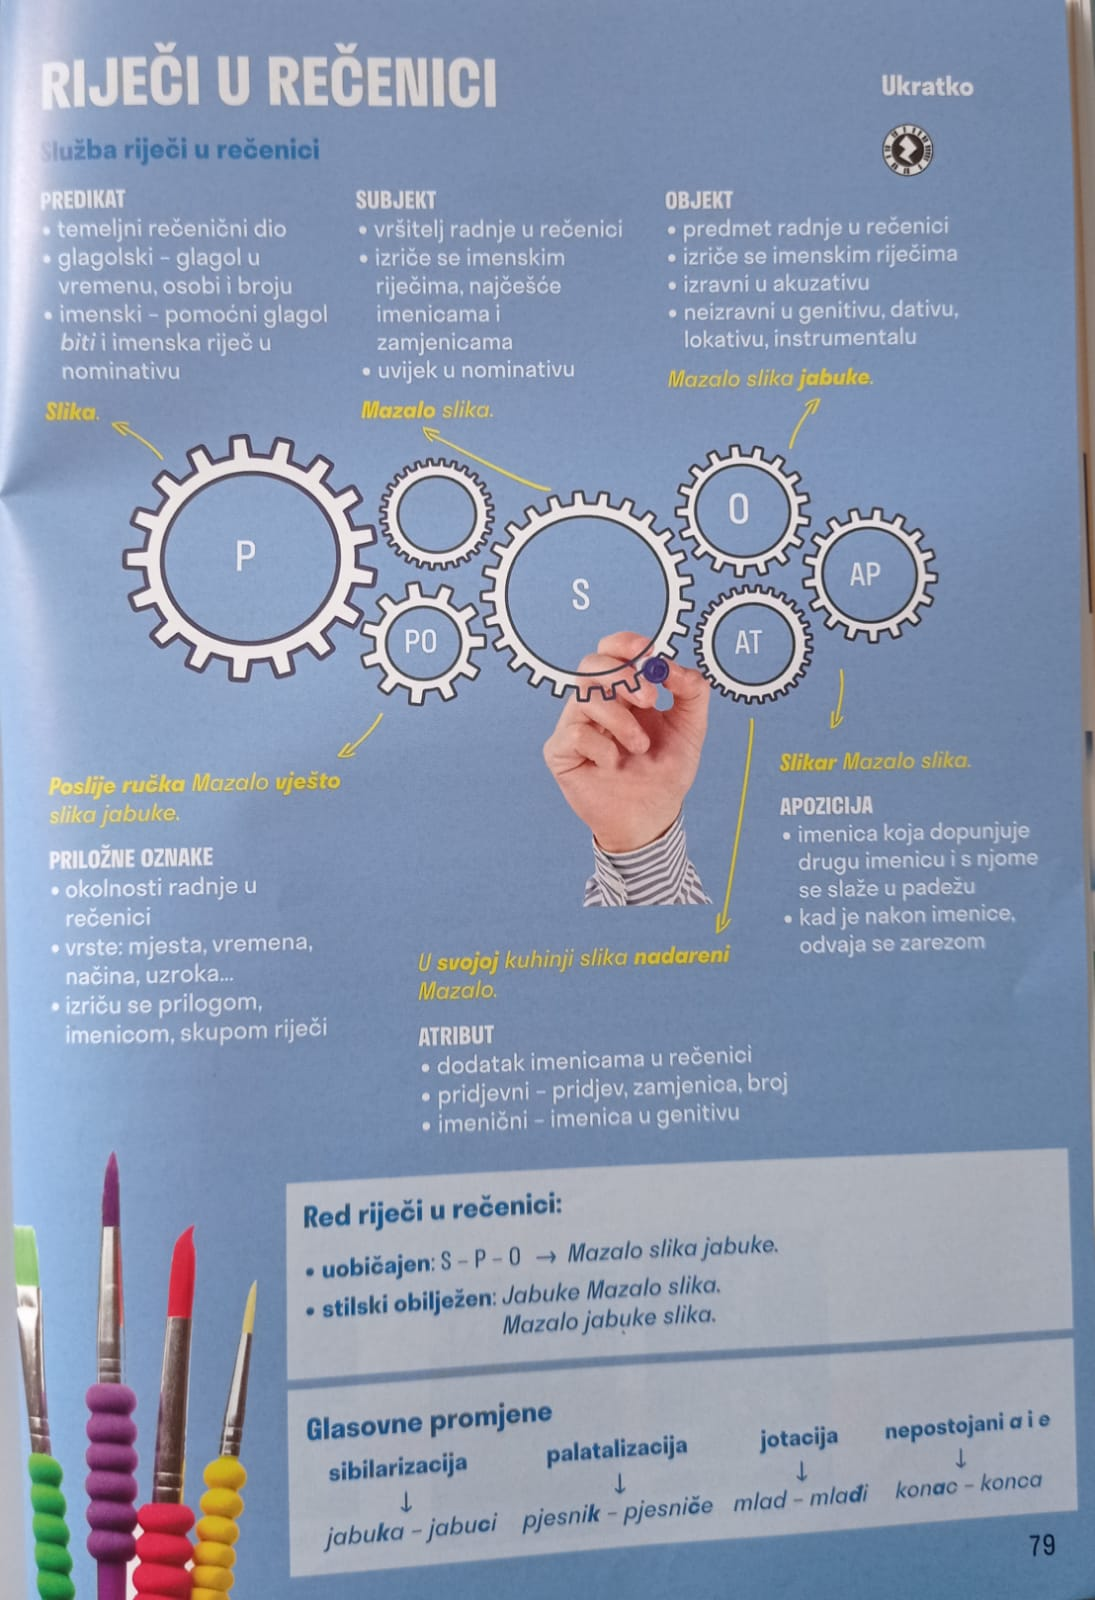 RIJEČI U REČENICI
Ukratko
Služba riječi u rečenici
PREDIKAT
• temeljni rečenični dio
• glagolski – glagol u
vremenu, osobi i broju
• imenski – pomoćni glagol
biti i imenska riječ u
nominativu
Slika.
SUBJEKT
• vršitelj radnje u rečenici
• izriče se imenskim
riječima, najčešće
imenicama i
zamjenicama
• uvijek u nominativu
Mazalo slika.
OBJEKT
• predmet radnje u rečenici
• izriče se imenskim riječima
• izravni u akuzativu
• neizravni u genitivu, dativu,
lokativu, instrumentalu
Mazalo slika jabuke.
P
PO
S
O
AT
AP
Poslije ručka Mazalo vješto
slika jabuke.
PRILOŽNE OZNAKE
• okolnosti radnje u
rečenici
• vrste: mjesta, vremena,
načina, uzroka...
• izriču se prilogom,
imenicom, skupom riječi
U svojoj kuhinji slika nadareni
Mazalo.
ATRIBUT
• dodatak imenicama u rečenici
• pridjevni – pridjev, zamjenica, broj
• imenični – imenica u genitivu
Slikar Mazalo slika.
APOZICIJA
• imenica koja dopunjuje
drugu imenicu i s njome
se slaže u padežu
• kad je nakon imenice,
odvaja se zarezom
Red riječi u rečenici:
• uobičajen: S – P – O → Mazalo slika jabuke.
• stilski obilježen: Jabuke Mazalo slika.
Mazalo jabuke slika.
Glasovne promjene
sibilarizacija palatalizacija jotacija nepostojani a i e
↓ ↓ ↓ ↓
jabuka – jabuci pjesnik – pjesniče mlad – mlađi konac – konca
79